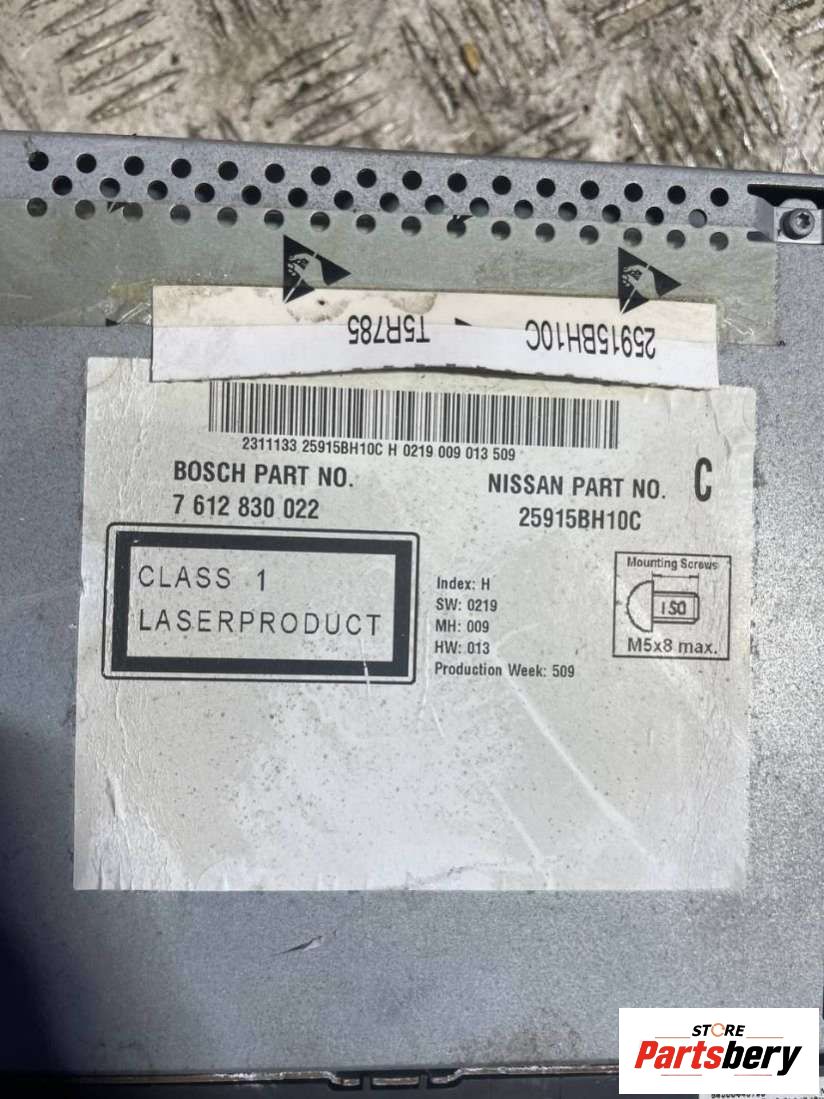 25915BH10C T5R785
2311133 25915BH10C H 0219 009 013 509
BOSCH PART NO.
7 612 830 022
NISSAN PART NO. C
25915BH10C
CLASS 1
LASERPRODUCT
Index: H
SW: 0219
MH: 009
HW: 013
Production Week: 509
Mounting Screws
ISO
M5x8 max.
STORE
Partsbery